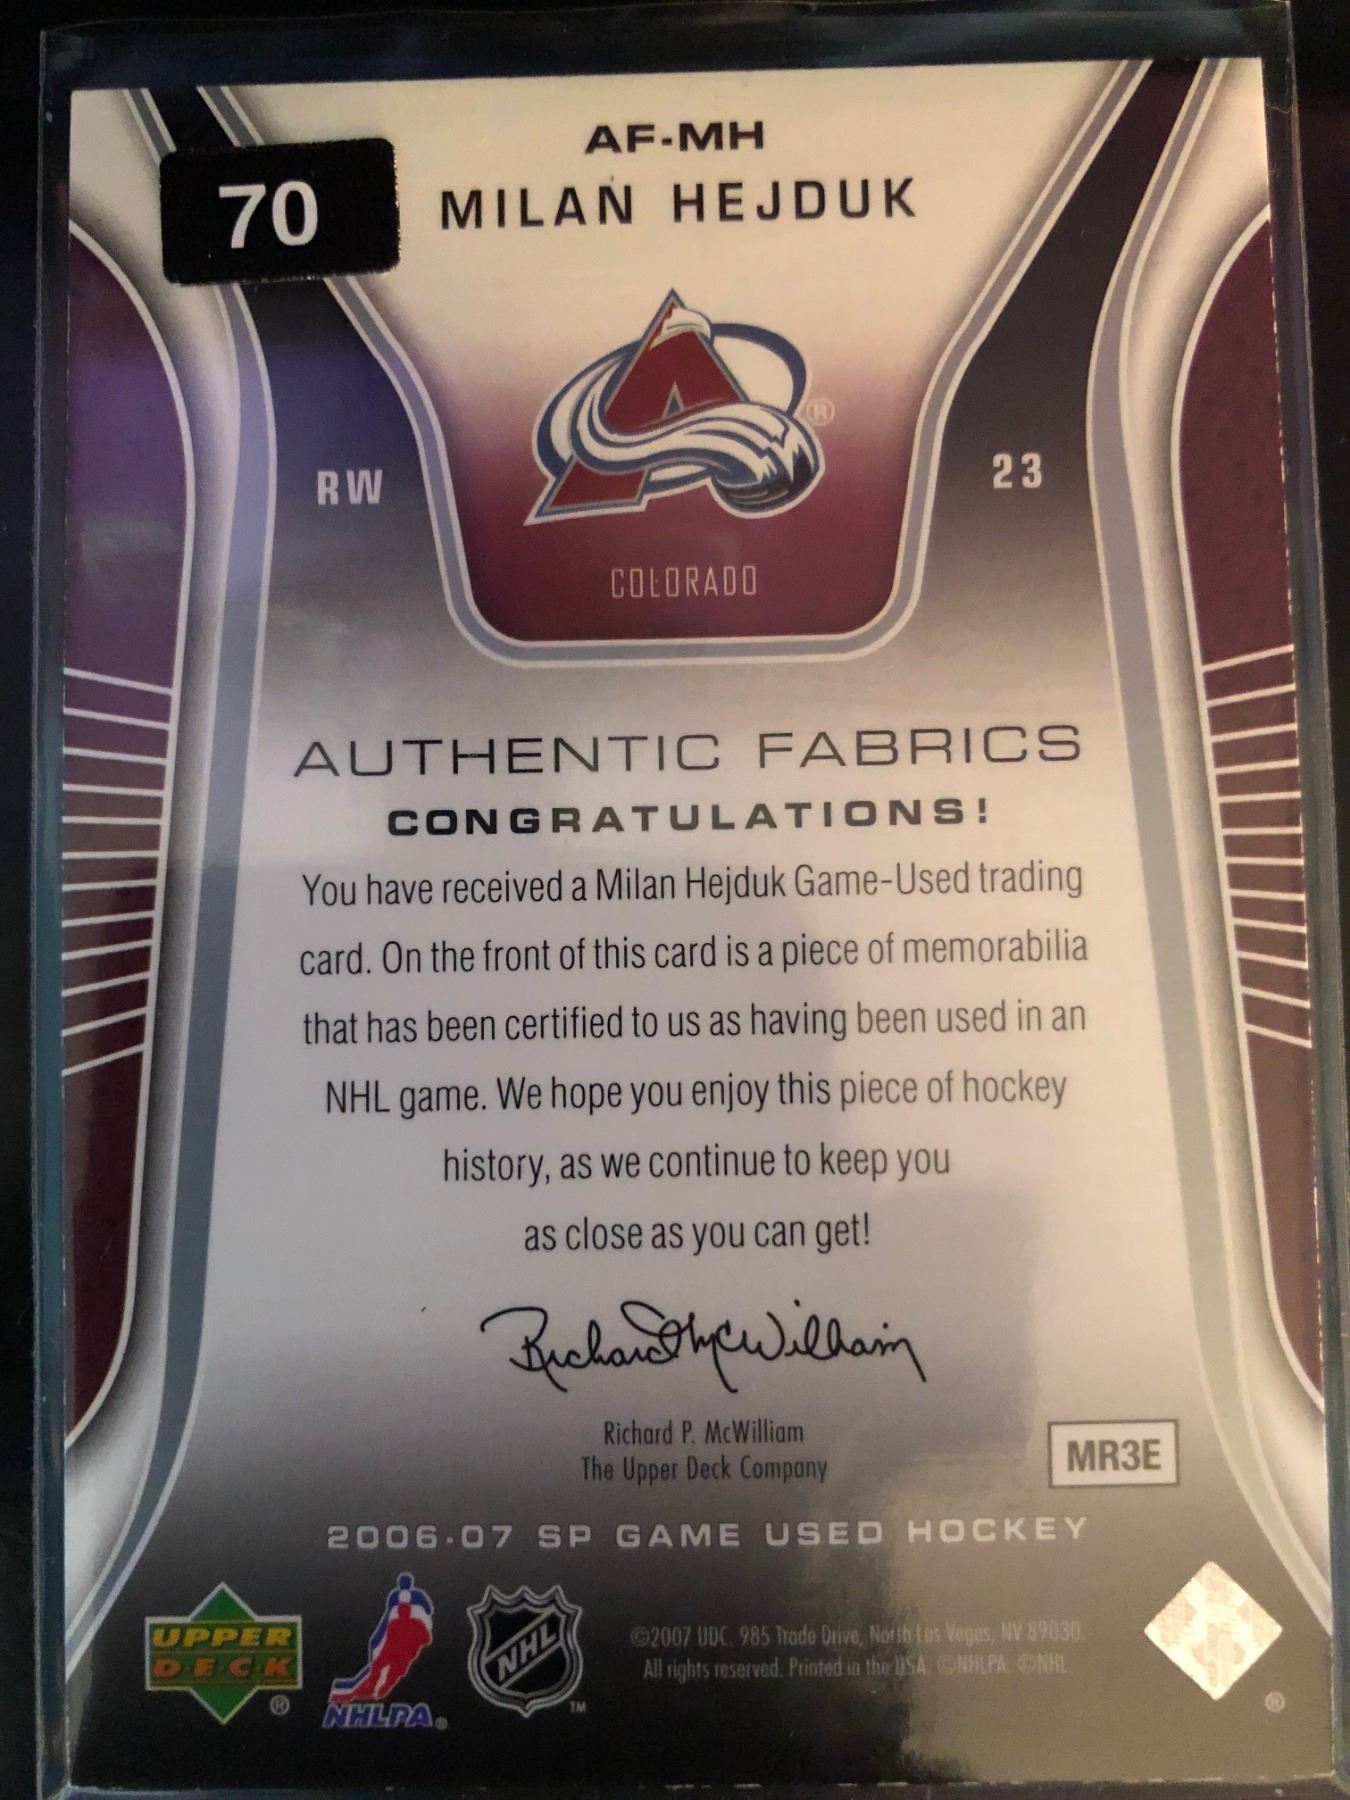 70
AF-MH
MILAN HEJDUK
RW
23
COLORADO
AUTHENTIC FABRICS
CONGRATULATIONS!
You have received a Milan Hejduk Game-Used trading
card. On the front of this card is a piece of memorabilia
that has been certified to us as having been used in an
NHL game. We hope you enjoy this piece of hockey
history, as we continue to keep you
as close as you can get!
Richard McWilliam
Richard P. McWilliam
The Upper Deck Company
MR3E
2006-07 SP GAME USED HOCKEY
UPPER
D·E·C·K
®
NHLPA®
NHL
TM
©2007 UDC. 985 Trade Drive, North Las Vegas, NV 89030.
All rights reserved. Printed in the USA. ©NHLPA. ©NHL
®